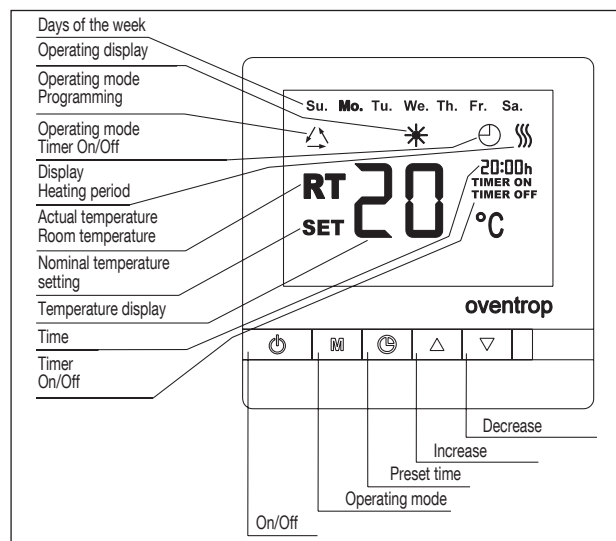 Days of the week
Operating display
Operating mode
Programming
Operating mode
Timer On/Off
Display
Heating period
Actual temperature
Room temperature
Nominal temperature
setting
Temperature display
Time
Timer
On/Off
Su. Mo. Tu. We. Th. Fr. Sa.
20:00h
TIMER ON
TIMER OFF
RT
SET
20
°C
oventrop
M
Decrease
Increase
Preset time
Operating mode
On/Off